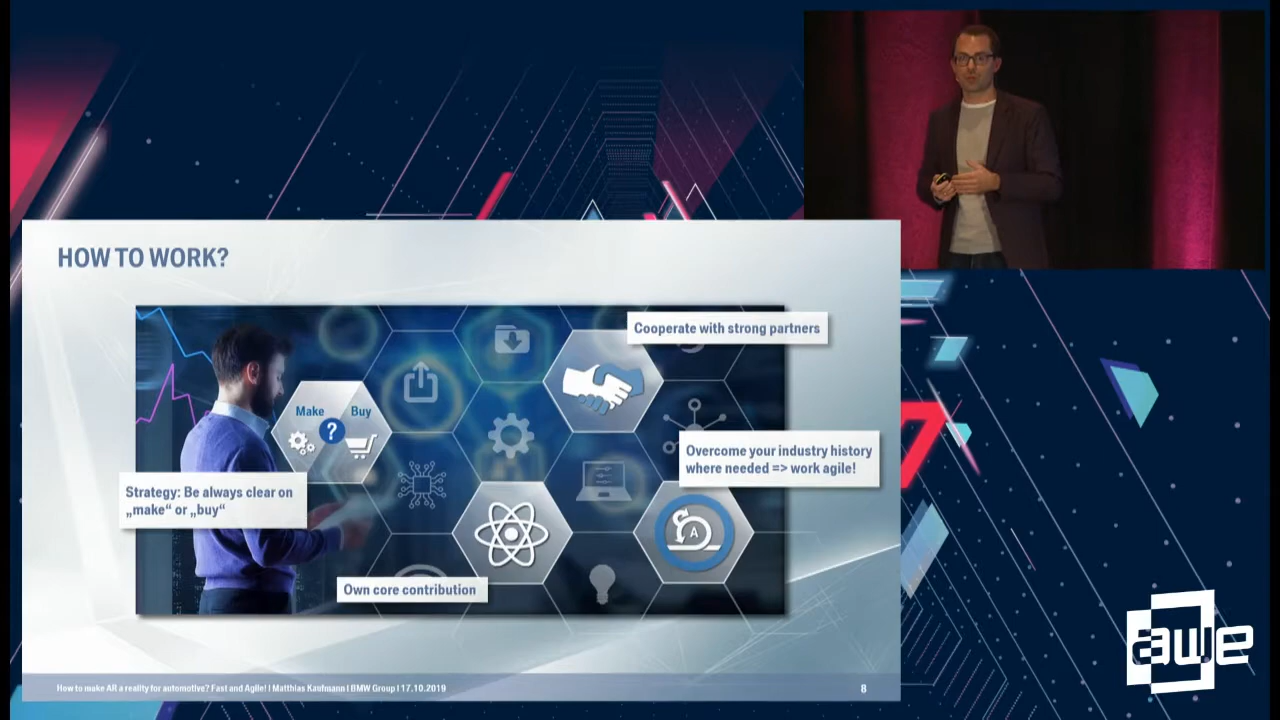 HOW TO WORK?
Cooperate with strong partners
Make
Buy
?
Overcome your industry history
where needed => work agile!
Strategy: Be always clear on
„make“ or „buy“
A
Own core contribution
How to make AR a reality for automotive? Fast and Agile! I Matthias Kaufmann I BMW Group I 17.10.2019
8
awe